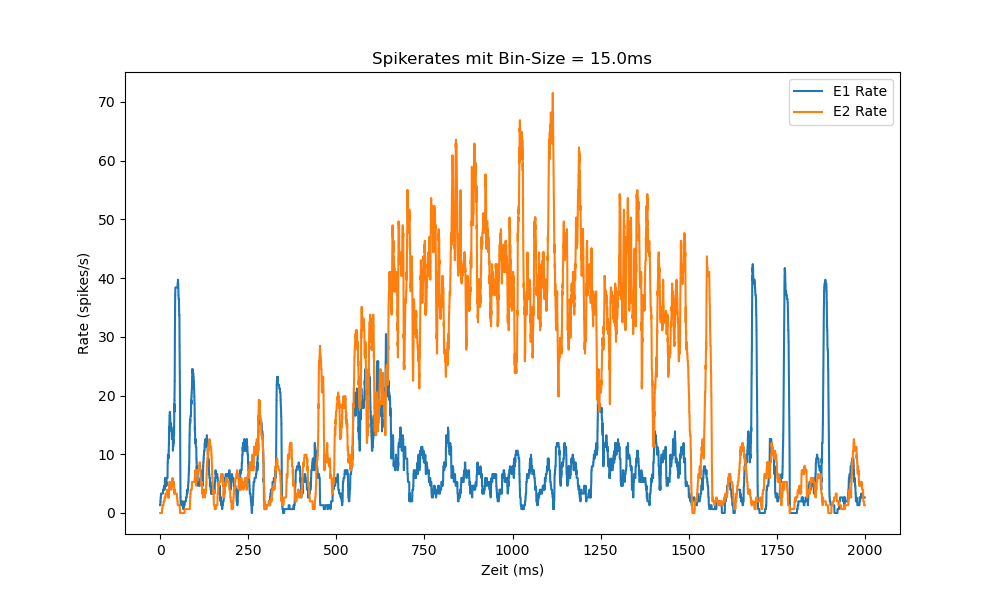 Spikerates mit Bin-Size = 15.0ms
E1 Rate
E2 Rate
Rate (spikes/s)
70
60
50
40
30
20
10
0
0 250 500 750 1000 1250 1500 1750 2000
Zeit (ms)